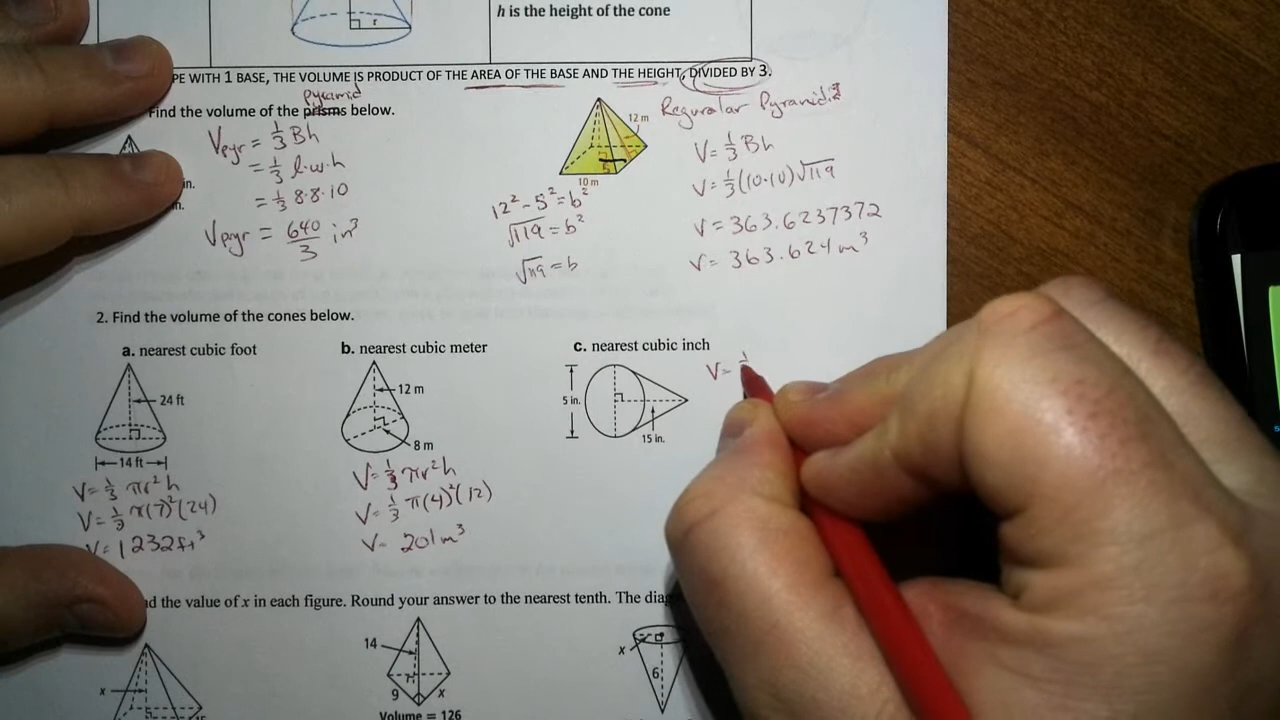 r
h is the height of the cone
PE WITH 1 BASE, THE VOLUME IS PRODUCT OF THE AREA OF THE BASE AND THE HEIGHT, DIVIDED BY 3.
pyramid
Find the volume of the prisms below.
in.
Vpyr = 1/3 Bh
= 1/3 l·w·h
= 1/3 8·8·10
Vpyr = 640/3 in³
12 m
5
10 m
12² - 5² = b²
√119 = b²
√119 = b
V = 1/3 Bh
V = 1/3 (10·10)√119
V = 363.6237372
V = 363.624 m³
2. Find the volume of the cones below.
a. nearest cubic foot
24 ft
14 ft
V = 1/3 πr²h
V = 1/3 π(7)²(24)
V = 1232 ft³
b. nearest cubic meter
12 m
8 m
V = 1/3 πr²h
V = 1/3 π(4)²(12)
V = 201 m³
c. nearest cubic inch
5 in.
15 in.
V =
nd the value of x in each figure. Round your answer to the nearest tenth. The diag
x
14
9
x
Volume = 126
x
6